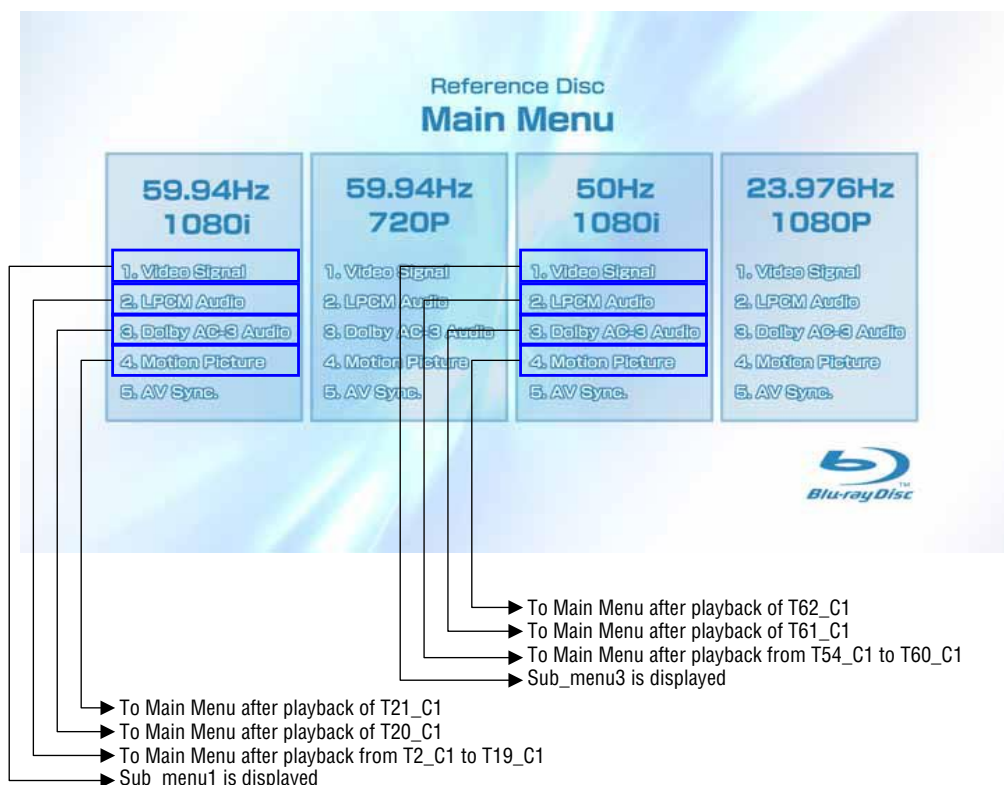 Reference Disc
Main Menu
59.94Hz
1080i
1. Video Signal
2. LPCM Audio
3. Dolby AC-3 Audio
4. Motion Picture
5. AV Sync.
59.94Hz
720P
1. Video Signal
2. LPCM Audio
3. Dolby AC-3 Audio
4. Motion Picture
5. AV Sync.
50Hz
1080i
1. Video Signal
2. LPCM Audio
3. Dolby AC-3 Audio
4. Motion Picture
5. AV Sync.
23.976Hz
1080P
1. Video Signal
2. LPCM Audio
3. Dolby AC-3 Audio
4. Motion Picture
5. AV Sync.
Blu-ray Disc™
To Main Menu after playback of T62_C1
To Main Menu after playback of T61_C1
To Main Menu after playback from T54_C1 to T60_C1
Sub_menu3 is displayed
To Main Menu after playback of T21_C1
To Main Menu after playback of T20_C1
To Main Menu after playback from T2_C1 to T19_C1
Sub_menu1 is displayed